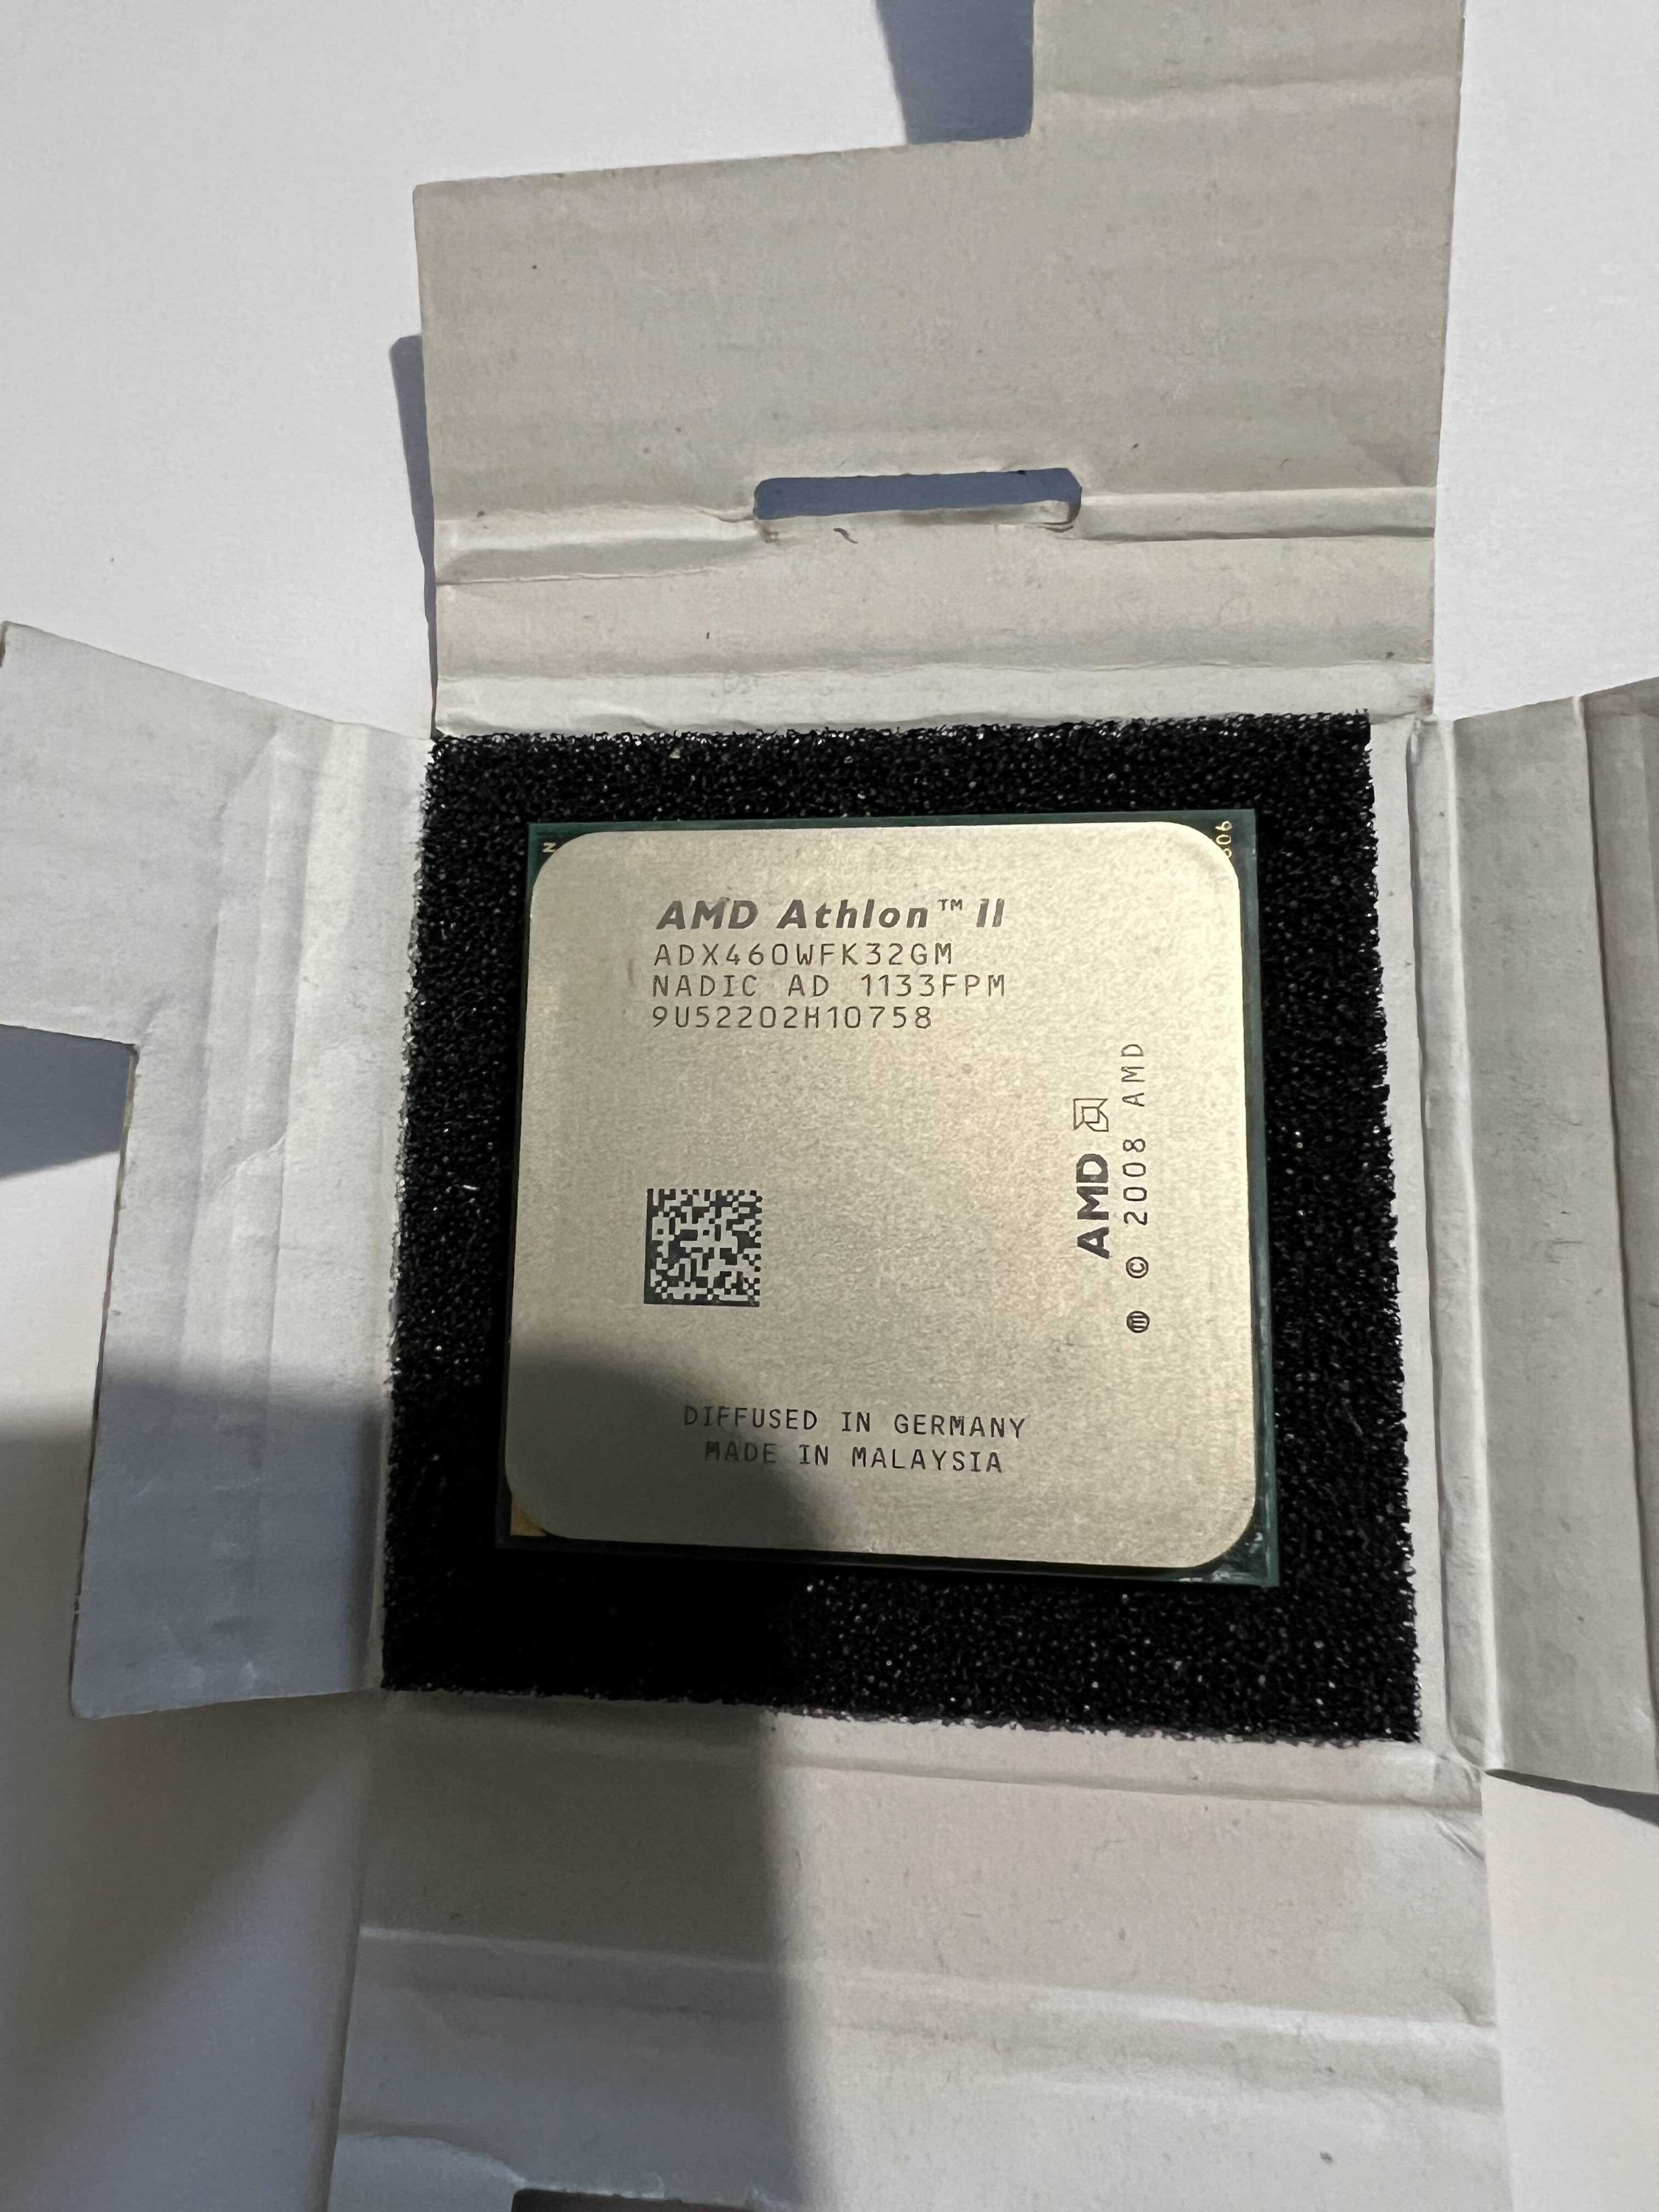 AMD Athlon™ II
ADX460WFK32GM
NADIC AD 1133FPM
9U52202H10758
AMD
ⓜ © 2008 AMD
DIFFUSED IN GERMANY
MADE IN MALAYSIA